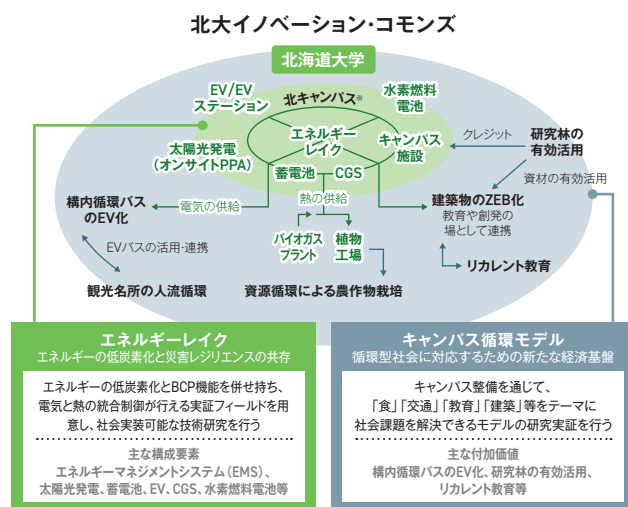 北大イノベーション・コモンズ
北海道大学
EV/EV
ステーション
北キャンパス※
水素燃料
電池
太陽光発電
(オンサイトPPA)
エネルギー
レイク
キャンパス
施設
蓄電池
CGS
クレジット
研究林の
有効活用
資材の有効活用
構内循環バス
のEV化
電気の供給
熱の供給
建築物のZEB化
教育や創発の
場として連携
バイオガス
プラント
植物
工場
EVバスの活用・連携
観光名所の人流循環
資源循環による農作物栽培
リカレント教育
エネルギーレイク
エネルギーの低炭素化と災害レジリエンスの共存
エネルギーの低炭素化とBCP機能を併せ持ち、
電気と熱の統合制御が行える実証フィールドを用
意し、社会実装可能な技術研究を行う
主な構成要素
エネルギーマネジメントシステム(EMS)、
太陽光発電、蓄電池、EV、CGS、水素燃料電池等
キャンパス循環モデル
循環型社会に対応するための新たな経済基盤
キャンパス整備を通じて、
「食」「交通」「教育」「建築」等をテーマに
社会課題を解決できるモデルの研究実証を行う
主な付加価値
構内循環バスのEV化、研究林の有効活用、
リカレント教育等